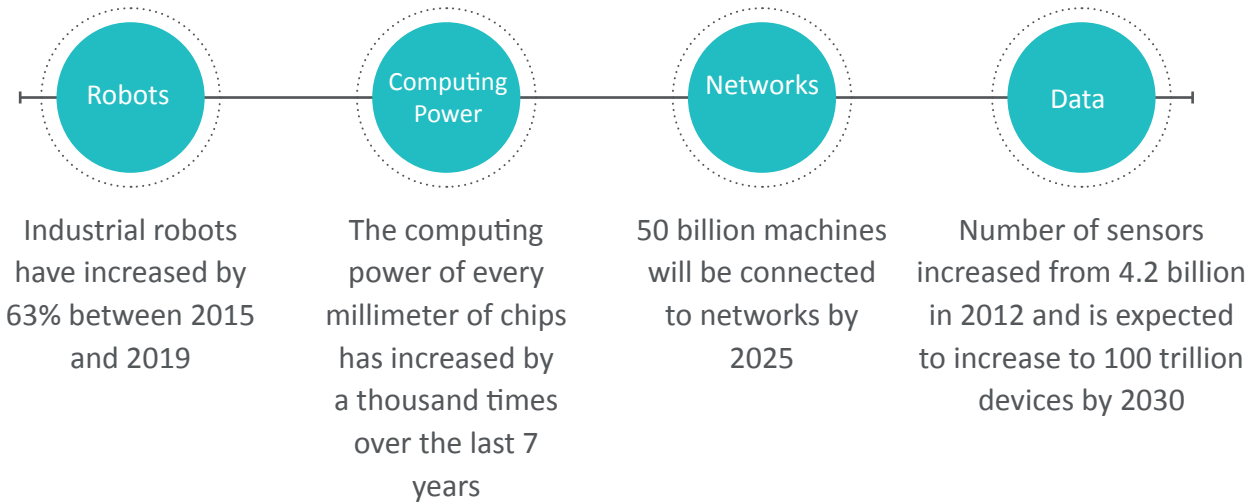 Robots
Computing
Power
Networks
Data
Industrial robots
have increased by
63% between 2015
and 2019
The computing
power of every
millimeter of chips
has increased by
a thousand times
over the last 7
years
50 billion machines
will be connected
to networks by
2025
Number of sensors
increased from 4.2 billion
in 2012 and is expected
to increase to 100 trillion
devices by 2030